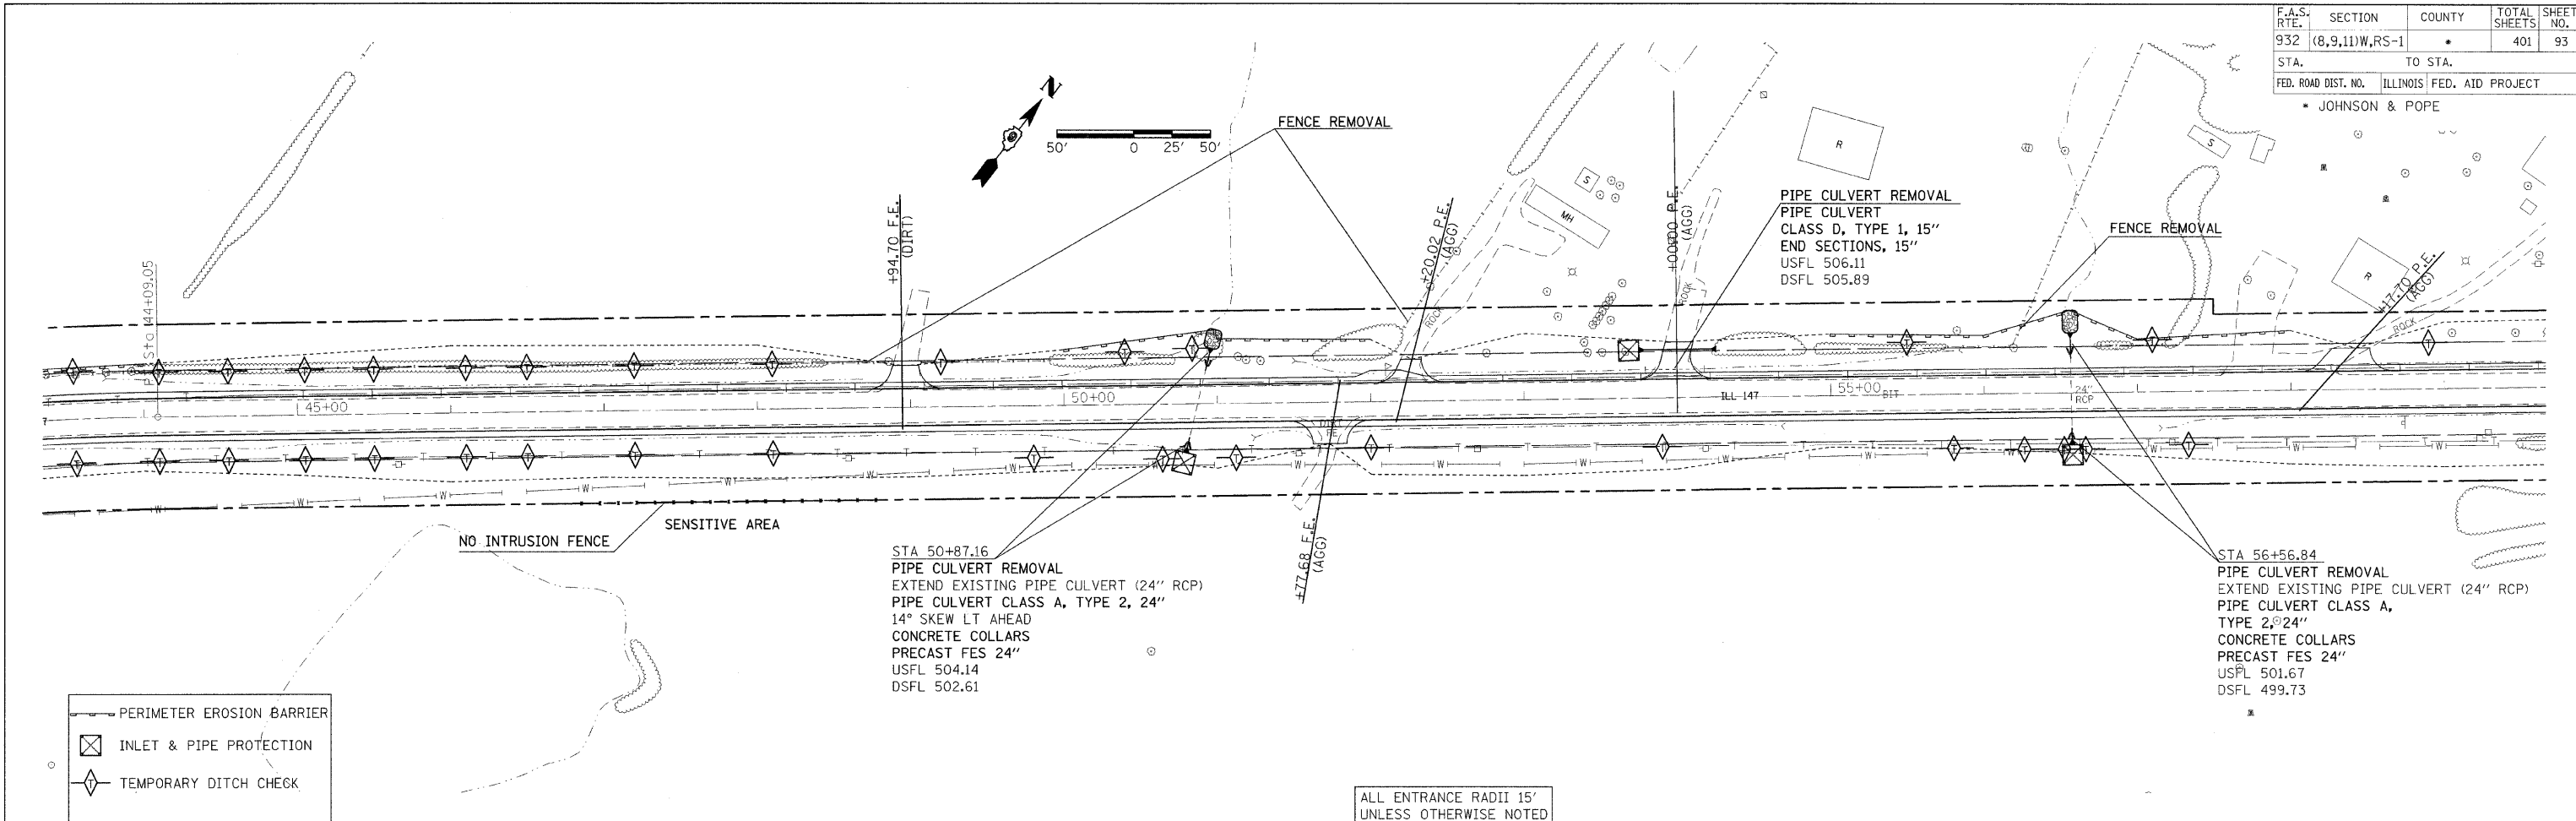 F.A.S. RTE. SECTION COUNTY TOTAL SHEETS SHEET NO.
932 (8,9,11)W,RS-1 * 401 93
STA. TO STA.
FED. ROAD DIST. NO. ILLINOIS FED. AID PROJECT
* JOHNSON & POPE
N
50' 0 25' 50'
FENCE REMOVAL
R
S
S
MH
PIPE CULVERT REMOVAL
PIPE CULVERT
CLASS D, TYPE 1, 15"
END SECTIONS, 15"
USFL 506.11
DSFL 505.89
FENCE REMOVAL
R
Sta 44+09.05
+94.70 F.E.
(DIRT)
+20.02 P.E.
(AGG)
+00.00 P.E.
(AGG)
+17.70 P.E.
(AGG)
ROCK
ROCK
ROCK
45+00
50+00
ILL 147
55+00
BIT
24"
RCP
+77.68 F.E.
(AGG)
NO INTRUSION FENCE
SENSITIVE AREA
STA 50+87.16
PIPE CULVERT REMOVAL
EXTEND EXISTING PIPE CULVERT (24" RCP)
PIPE CULVERT CLASS A, TYPE 2, 24"
14° SKEW LT AHEAD
CONCRETE COLLARS
PRECAST FES 24"
USFL 504.14
DSFL 502.61
STA 56+56.84
PIPE CULVERT REMOVAL
EXTEND EXISTING PIPE CULVERT (24" RCP)
PIPE CULVERT CLASS A,
TYPE 2, 24"
CONCRETE COLLARS
PRECAST FES 24"
USFL 501.67
DSFL 499.73
PERIMETER EROSION BARRIER
INLET & PIPE PROTECTION
T TEMPORARY DITCH CHECK
ALL ENTRANCE RADII 15'
UNLESS OTHERWISE NOTED